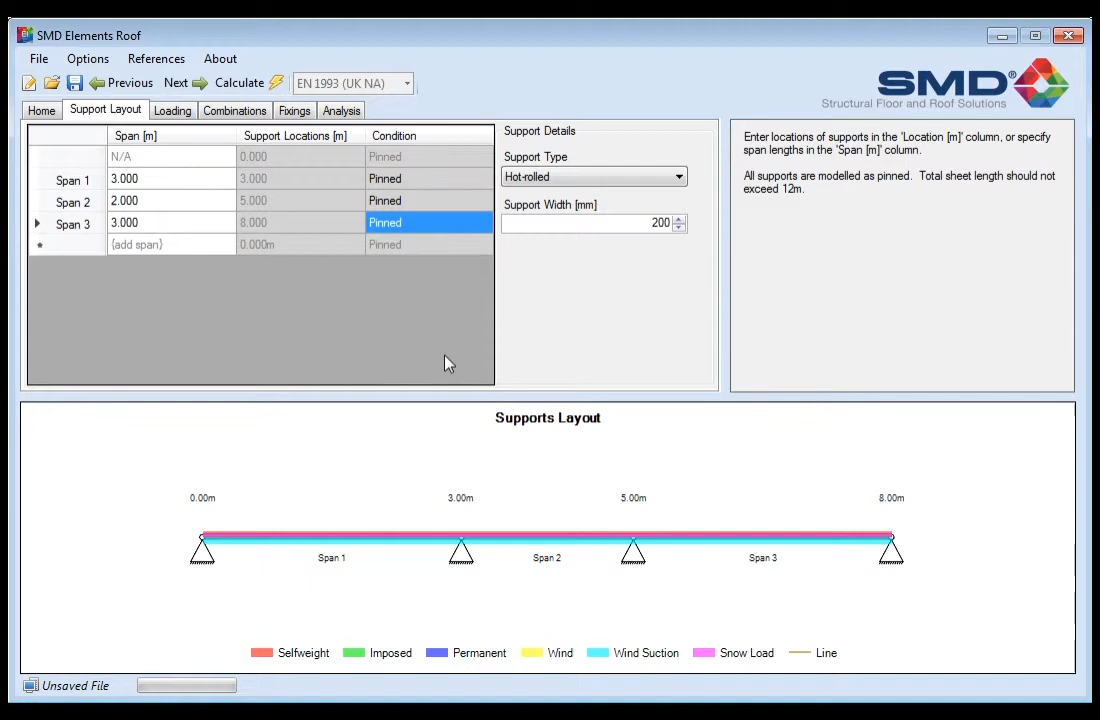 SMD Elements Roof
File Options References About
Previous Next Calculate EN 1993 (UK NA)
SMD®
Structural Floor and Roof Solutions
Home Support Layout Loading Combinations Fixings Analysis
Span [m] Support Locations [m] Condition
N/A 0.000 Pinned
Span 1 3.000 3.000 Pinned
Span 2 2.000 5.000 Pinned
Span 3 3.000 8.000 Pinned
{add span} 0.000m Pinned
Support Details
Support Type
Hot-rolled
Support Width [mm]
200
Enter locations of supports in the 'Location [m]' column, or specify
span lengths in the 'Span [m]' column.
All supports are modelled as pinned. Total sheet length should not
exceed 12m.
Supports Layout
0.00m 3.00m 5.00m 8.00m
Span 1 Span 2 Span 3
Selfweight Imposed Permanent Wind Wind Suction Snow Load Line
Unsaved File